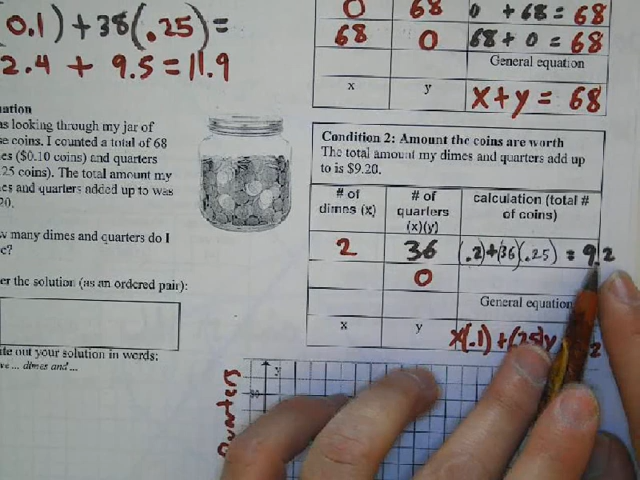 0.1) + 38(.25) =
2.4 + 9.5 = 11.9
0 68 0 + 68 = 68
68 0 68 + 0 = 68
General equation
x y x + y = 68
as looking through my jar of
se coins. I counted a total of 68
es ($0.10 coins) and quarters
25 coins). The total amount my
es and quarters added up to was
20.
w many dimes and quarters do I
e?
er the solution (as ordered pair):
te out your solution in words:
ve ... dimes and ...
Condition 2: Amount the coins are worth
The total amount my dimes and quarters add up
to is $9.20.
# of dimes (x) # of quarters (x)(y) calculation (total # of coins)
2 36 (.2)+(36)(.25) = 9.2
0
General equation
x y x(.1) + (.25)y 2
y
Quarters